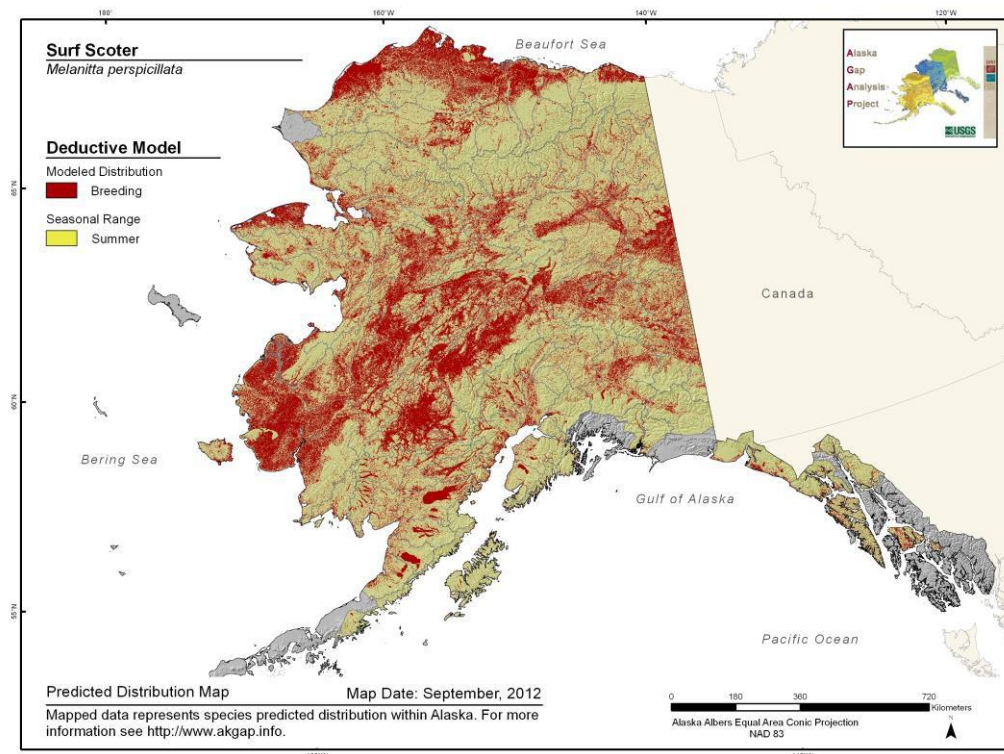 180°
160°W
140°W
120°W
Surf Scoter
Melanitta perspicillata
Deductive Model
Modeled Distribution
Breeding
Seasonal Range
Summer
Beaufort Sea
Alaska
Gap
Analysis
Project
USGS
65°N
60°N
55°N
Canada
Bering Sea
Gulf of Alaska
Pacific Ocean
Predicted Distribution Map
Map Date: September, 2012
Mapped data represents species predicted distribution within Alaska. For more
information see http://www.akgap.info.
0 180 360 720
Kilometers
Alaska Albers Equal Area Conic Projection
NAD 83
N